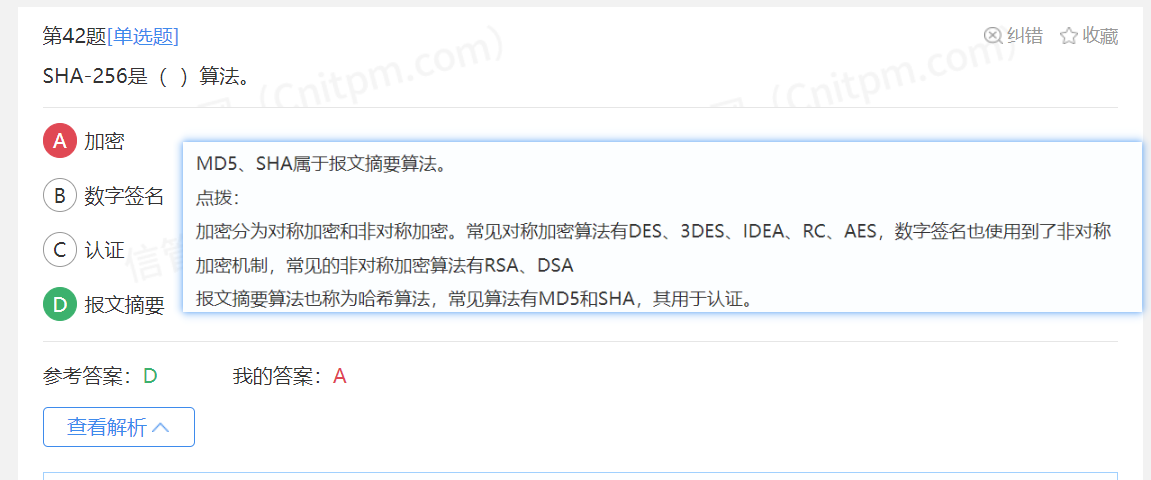 第42题[单选题]
纠错 收藏
SHA-256是（ ）算法。
A 加密
B 数字签名
C 认证
D 报文摘要
MD5、SHA属于报文摘要算法。
点拨：
加密分为对称加密和非对称加密。常见对称加密算法有DES、3DES、IDEA、RC、AES，数字签名也使用到了非对称
加密机制，常见的非对称加密算法有RSA、DSA
报文摘要算法也称为哈希算法，常见算法有MD5和SHA，其用于认证。
参考答案：D 我的答案：A
查看解析
(Cnitpm.com)
(Cnitpm.com)
信管